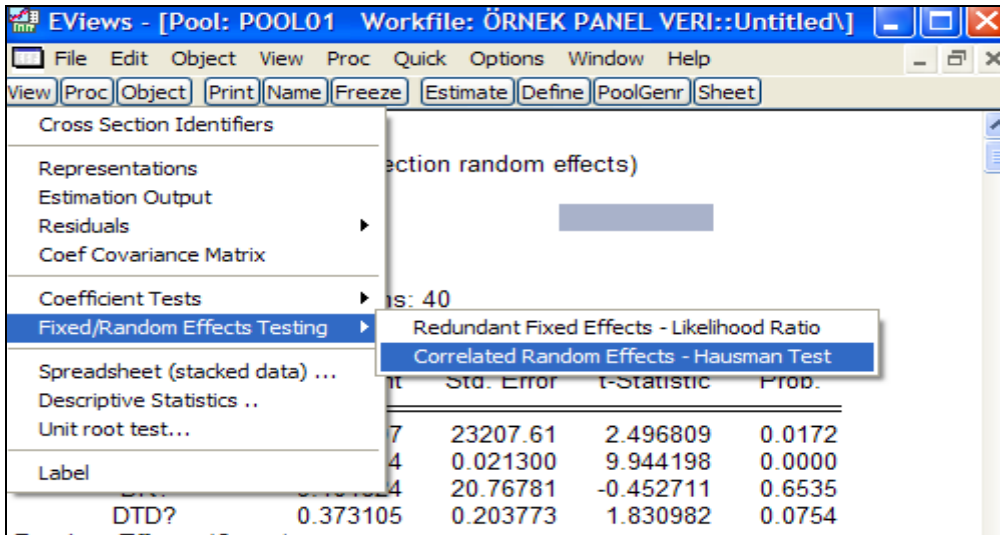 EViews - [Pool: POOL01 Workfile: ÖRNEK PANEL VERI::Untitled\]
File Edit Object View Proc Quick Options Window Help
View Proc Object Print Name Freeze Estimate Define PoolGenr Sheet
Cross Section Identifiers
Representations
Estimation Output
Residuals
Coef Covariance Matrix
Coefficient Tests
Fixed/Random Effects Testing
Spreadsheet (stacked data) ...
Descriptive Statistics ..
Unit root test...
Label
Redundant Fixed Effects - Likelihood Ratio
Correlated Random Effects - Hausman Test
random effects)
40
Std. Error t-Statistic Prob.
23207.61 2.496809 0.0172
0.021300 9.944198 0.0000
20.76781 -0.452711 0.6535
DTD? 0.373105 0.203773 1.830982 0.0754